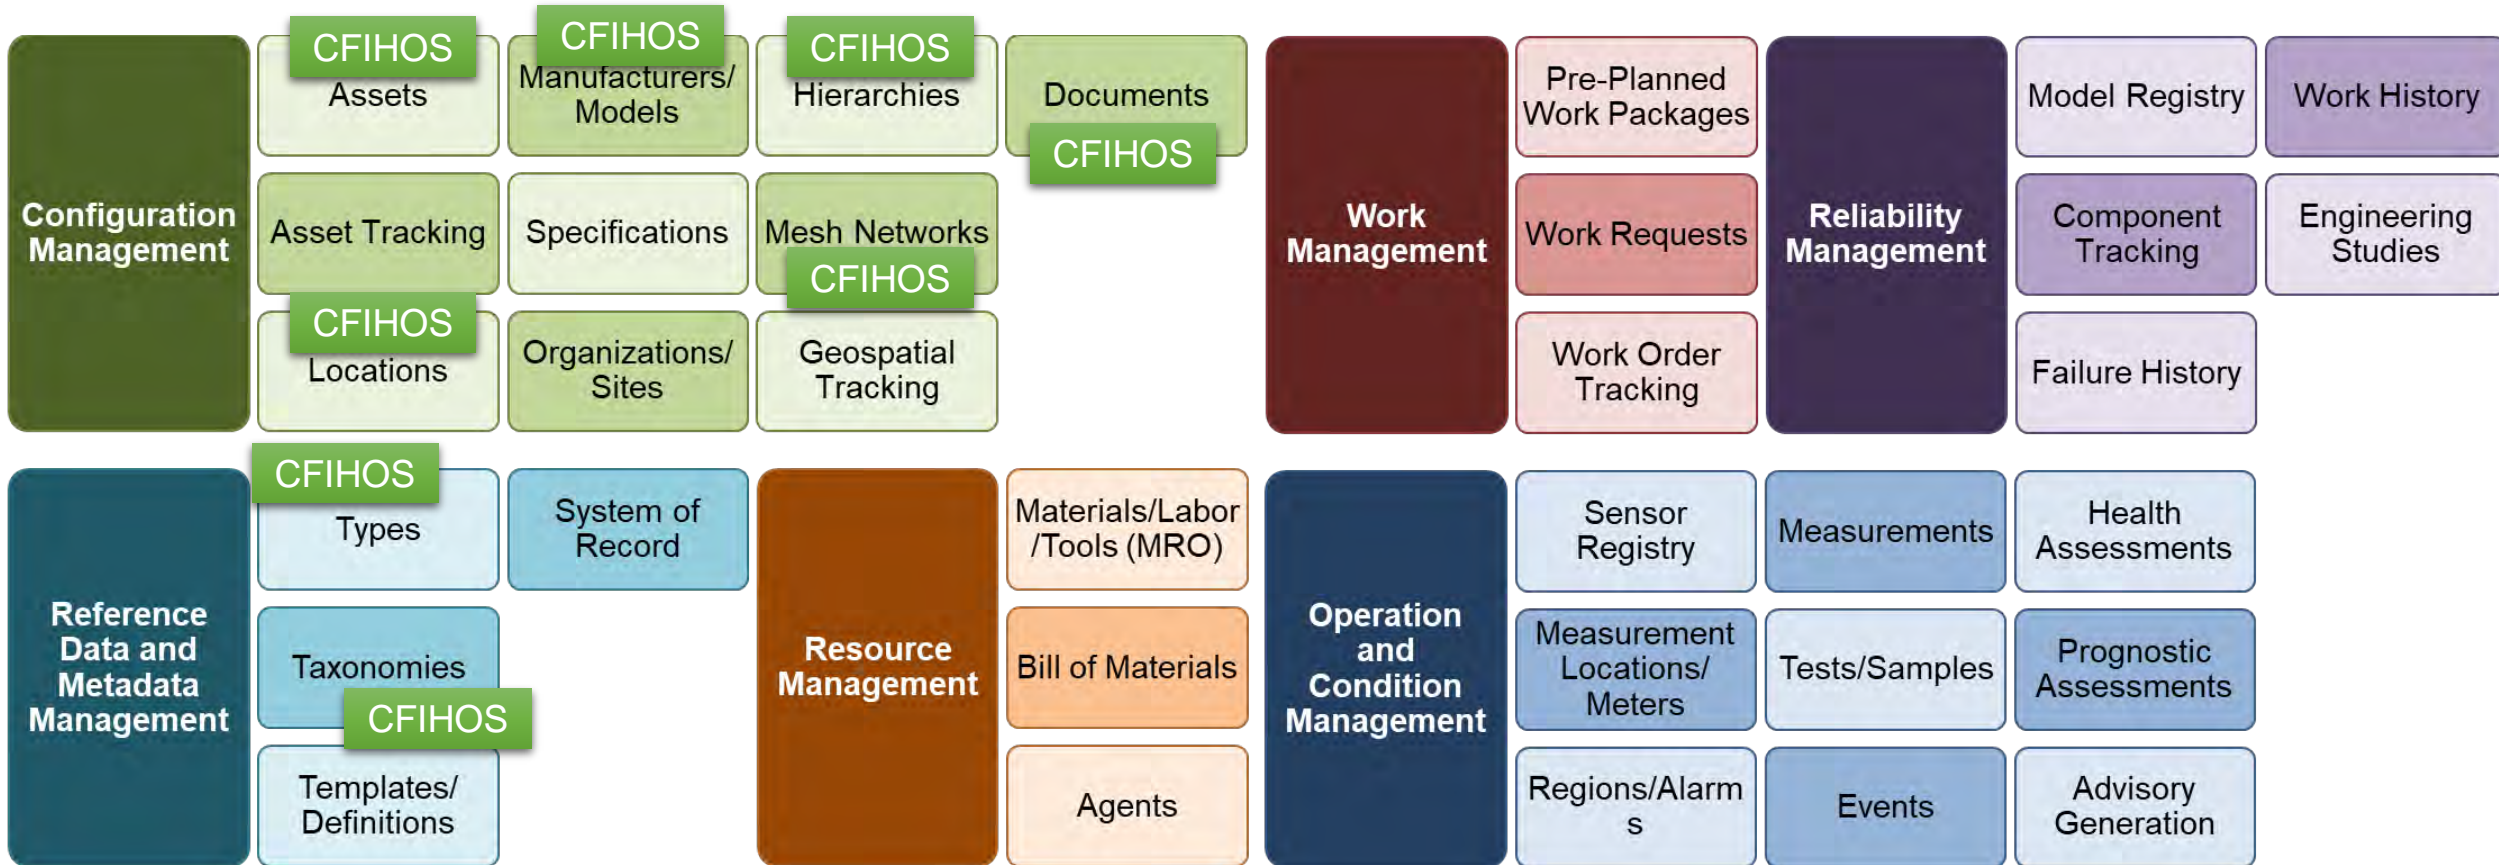 Configuration
Management
CFIHOS
Assets
CFIHOS
Manufacturers/
Models
CFIHOS
Hierarchies
Documents
CFIHOS
Asset Tracking
Specifications
Mesh Networks
CFIHOS
CFIHOS
Locations
Organizations/
Sites
Geospatial
Tracking
Work
Management
Pre-Planned
Work Packages
Work Requests
Work Order
Tracking
Reliability
Management
Model Registry
Work History
Component
Tracking
Engineering
Studies
Failure History
Reference
Data and
Metadata
Management
CFIHOS
Types
System of
Record
Taxonomies
CFIHOS
Templates/
Definitions
Resource
Management
Materials/Labor
/Tools (MRO)
Bill of Materials
Agents
Operation
and
Condition
Management
Sensor
Registry
Measurements
Health
Assessments
Measurement
Locations/
Meters
Tests/Samples
Prognostic
Assessments
Regions/Alarm
s
Events
Advisory
Generation